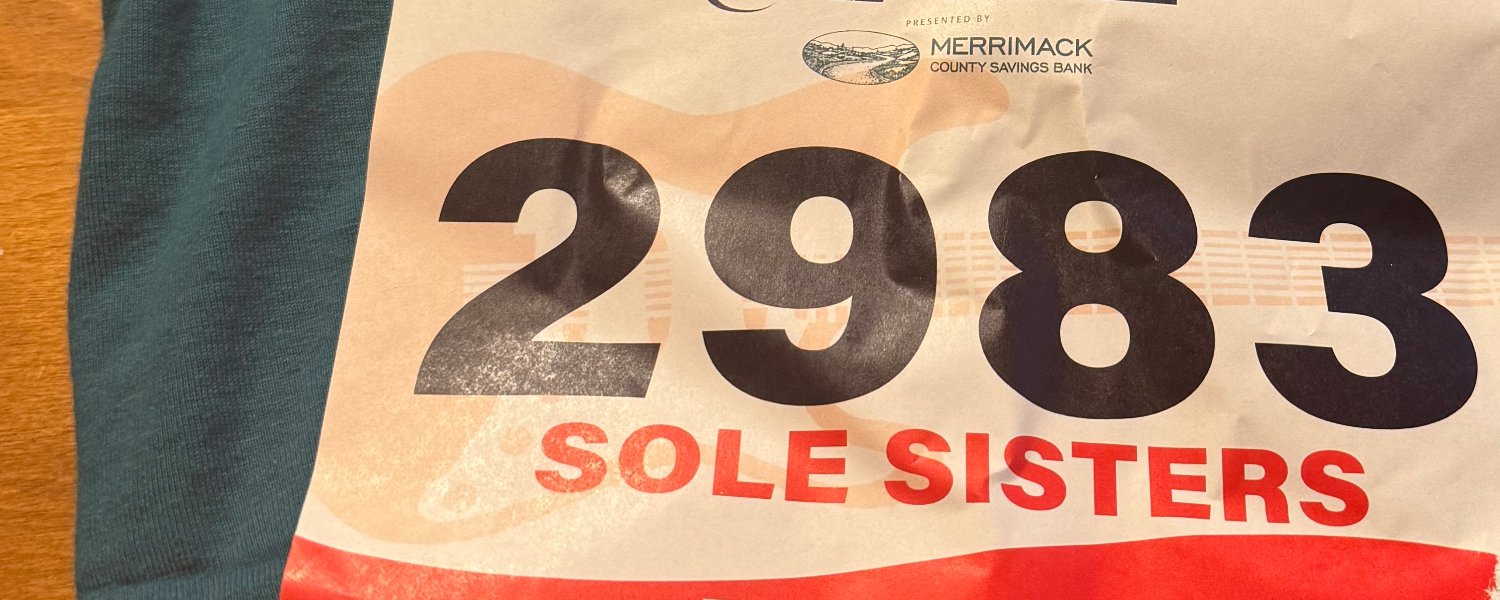 PRESENTED BY
MERRIMACK
COUNTY SAVINGS BANK
2983
SOLE SISTERS